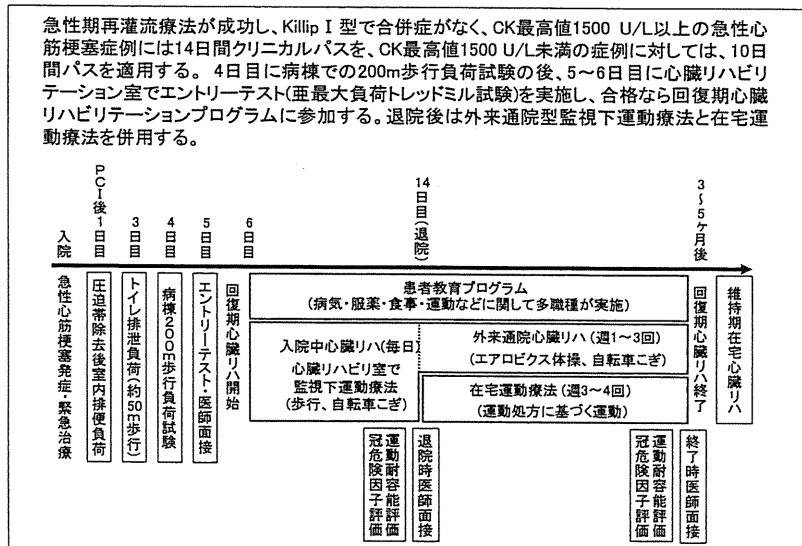 急性期再灌流療法が成功し、KillipⅠ型で合併症がなく、CK最高値1500 U/L以上の急性心
筋梗塞症例には14日間クリニカルパスを、CK最高値1500 U/L未満の症例に対しては、10日
間パスを適用する。 4日目に病棟での200m歩行負荷試験の後、5～6日目に心臓リハビリ
テーション室でエントリーテスト(亜最大負荷トレッドミル試験)を実施し、合格なら回復期心臓
リハビリテーションプログラムに参加する。退院後は外来通院型監視下運動療法と在宅運
動療法を併用する。
入院
PCI後1日目
3日目
4日目
5日目
6日目
14日目(退院)
3～5ヶ月後
急性心筋梗塞発症・緊急治療
圧迫帯除去後室内排便負荷
トイレ排泄負荷(約50m歩行)
病棟200m歩行負荷試験
エントリーテスト・医師面接
回復期心臓リハ開始
患者教育プログラム
(病気・服薬・食事・運動などに関して多職種が実施)
入院中心臓リハ(毎日)
心臓リハビリ室で
監視下運動療法
(歩行、自転車こぎ)
外来通院心臓リハ (週1～3回)
(エアロビクス体操、自転車こぎ)
在宅運動療法 (週3～4回)
(運動処方に基づく運動)
回復期心臓リハ終了
維持期在宅心臓リハ
運動耐容能評価
冠危険因子評価
退院時医師面接
運動耐容能評価
冠危険因子評価
終了時医師面接